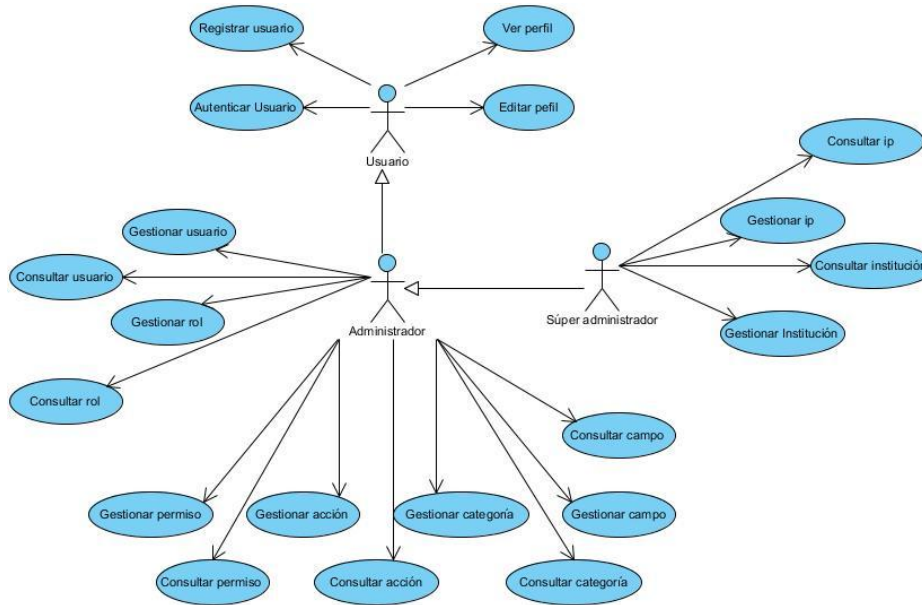 Registrar usuario
Ver perfil
Autenticar Usuario
Editar pefil
Usuario
Consultar ip
Gestionar usuario
Gestionar ip
Consultar usuario
Consultar institución
Gestionar rol
Administrador
Súper administrador
Gestionar Institución
Consultar rol
Consultar campo
Gestionar permiso
Gestionar acción
Gestionar categoría
Gestionar campo
Consultar permiso
Consultar acción
Consultar categoría